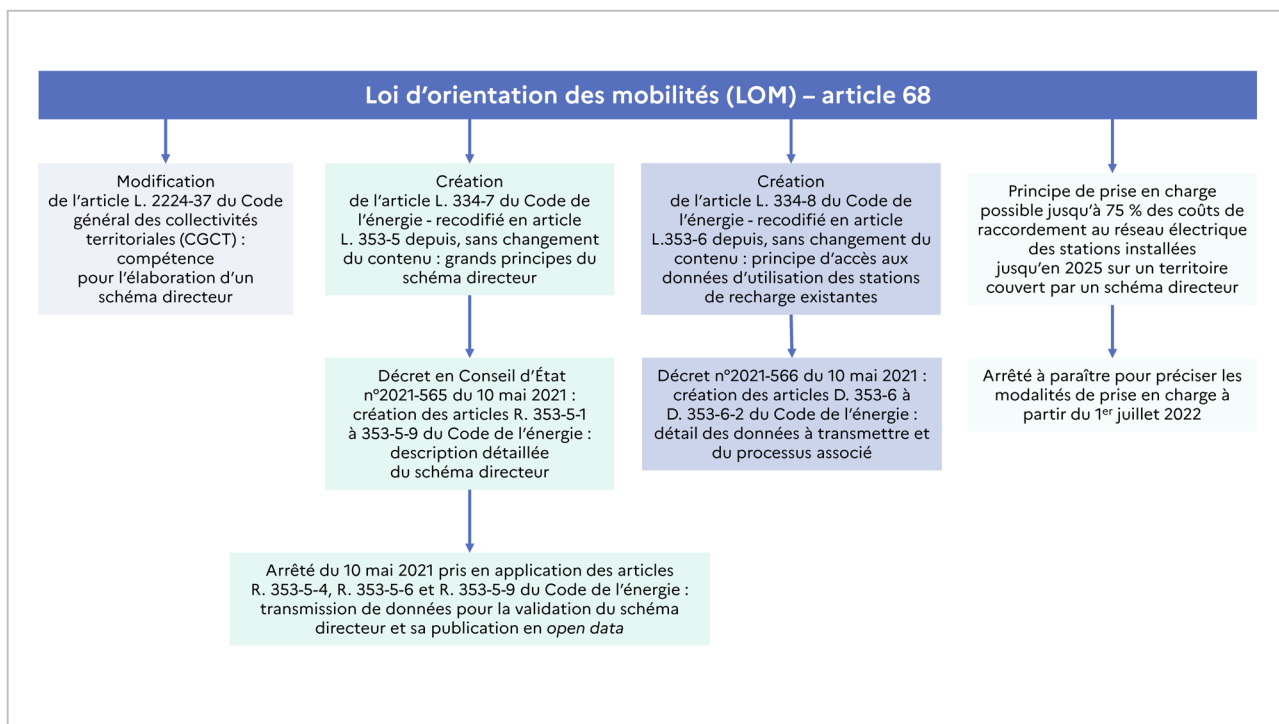 Loi d'orientation des mobilités (LOM) – article 68
Modification
de l'article L. 2224-37 du Code
général des collectivités
territoriales (CGCT) :
compétence
pour l'élaboration d'un
schéma directeur
Création
de l'article L. 334-7 du Code de
l'énergie - recodifié en article
L. 353-5 depuis, sans changement
du contenu : grands principes du
schéma directeur
Création
de l'article L. 334-8 du Code de
l'énergie - recodifié en article
L.353-6 depuis, sans changement du
contenu : principe d'accès aux
données d'utilisation des stations
de recharge existantes
Principe de prise en charge
possible jusqu'à 75 % des coûts de
raccordement au réseau électrique
des stations installées
jusqu'en 2025 sur un territoire
couvert par un schéma directeur
Décret en Conseil d'État
n°2021-565 du 10 mai 2021 :
création des articles R. 353-5-1
à 353-5-9 du Code de l'énergie :
description détaillée
du schéma directeur
Décret n°2021-566 du 10 mai 2021 :
création des articles D. 353-6 à
D. 353-6-2 du Code de l'énergie :
détail des données à transmettre et
du processus associé
Arrêté à paraître pour préciser les
modalités de prise en charge à
partir du 1er juillet 2022
Arrêté du 10 mai 2021 pris en application des articles
R. 353-5-4, R. 353-5-6 et R. 353-5-9 du Code de l'énergie :
transmission de données pour la validation du schéma
directeur et sa publication en open data